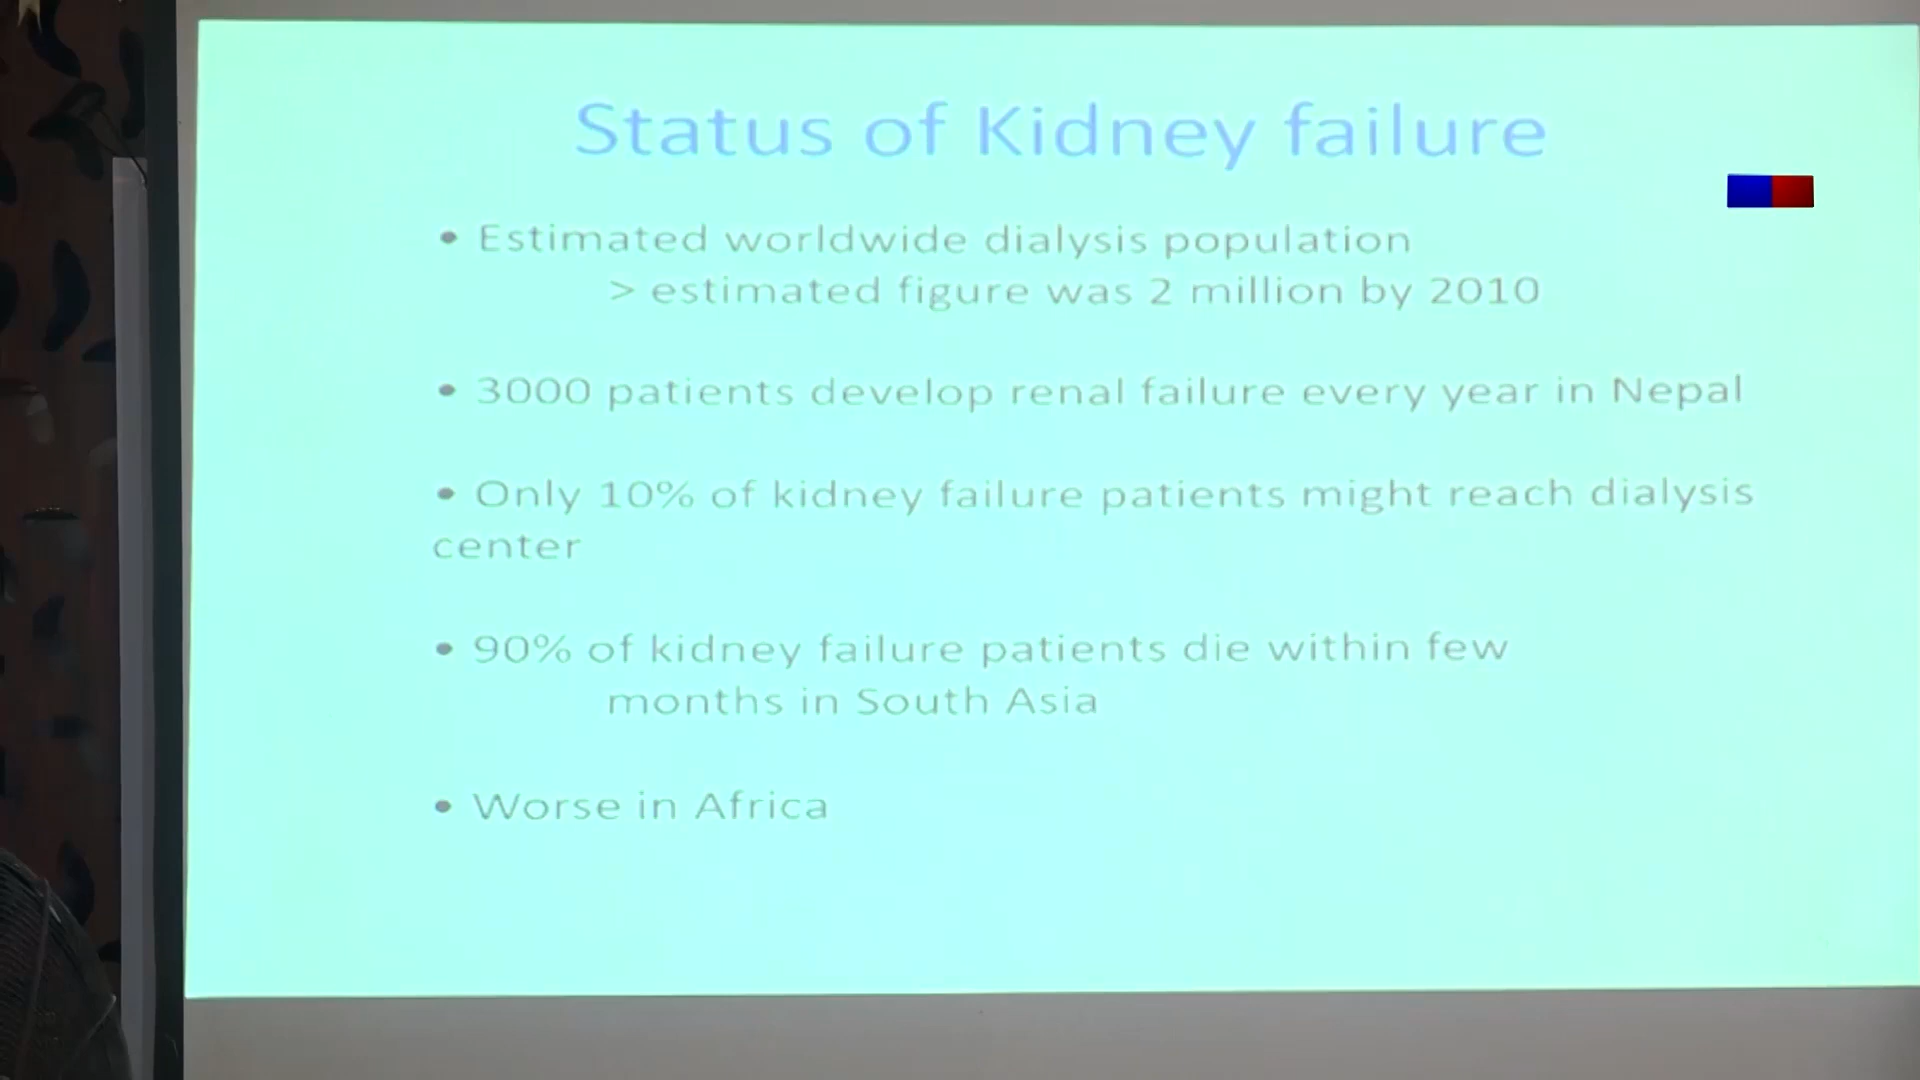 Status of Kidney failure
• Estimated worldwide dialysis population
> estimated figure was 2 million by 2010
• 3000 patients develop renal failure every year in Nepal
• Only 10% of kidney failure patients might reach dialysis
center
• 90% of kidney failure patients die within few
months in South Asia
• Worse in Africa